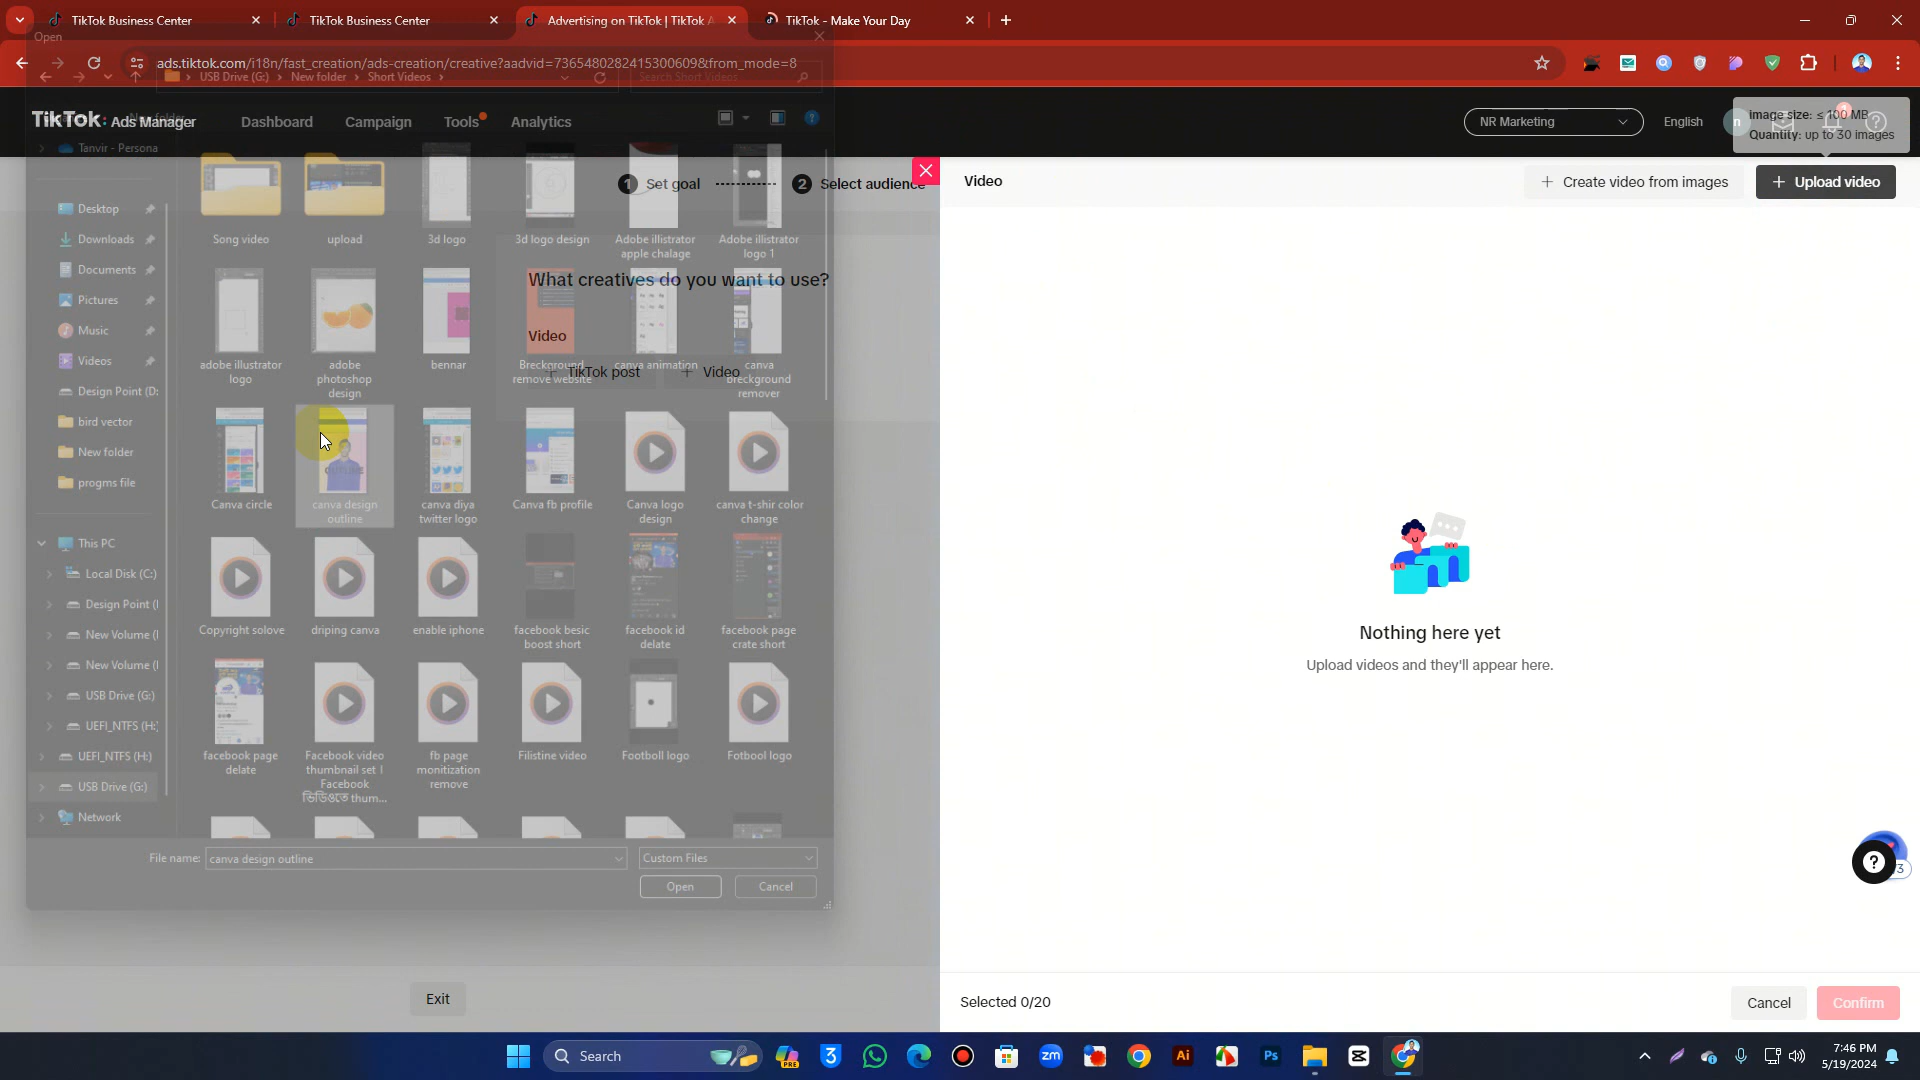 TikTok Business Center
TikTok Business Center
Advertising on TikTok | TikTok A
TikTok - Make Your Day
Open
ads.tiktok.com/i18n/fast_creation/ads-creation/creative?aadvid=7365480282415300609&from_mode=8
USB Drive (G:) › New folder › Short Videos ›
Search Short Videos
TikTok: Ads Manager
Dashboard
Campaign
Tools
Analytics
NR Marketing
English
n
Image size: ≤ 100 MB
Quantity: up to 30 images
Tanvir - Persona
1 Set goal
2 Select audience
Video
Create video from images
Upload video
Desktop
Downloads
Documents
Pictures
Music
Videos
Design Point (D:
bird vector
New folder
progms file
This PC
Local Disk (C:)
Design Point (I
New Volume (I
New Volume (I
USB Drive (G:)
UEFI_NTFS (H:
UEFI_NTFS (H:)
USB Drive (G:)
Network
Song video
upload
3d logo
3d logo design
Adobe illistrator
apple chalage
Adobe illistrator
logo 1
What creatives do you want to use?
Video
TikTok post
Video
adobe illustrator
logo
adobe
photoshop
design
bennar
Breckground
remove website
canva animation
canva
breckground
remover
OUTLINE
Canva circle
canva design
outline
canva diya
twitter logo
Canva fb profile
Canva logo
design
canva t-shir color
change
Copyright solove
driping canva
enable iphone
facebook besic
boost short
facebook id
delate
facebook page
crate short
facebook page
delate
Facebook video
thumbnail set |
Facebook
ভিডিওতে thum...
fb page
monitization
remove
Filistine video
Footboll logo
Fotbool logo
File name:
canva design outline
Custom Files
Open
Cancel
Nothing here yet
Upload videos and they'll appear here.
Exit
Selected 0/20
Cancel
Confirm
Search
7:46 PM
5/19/2024